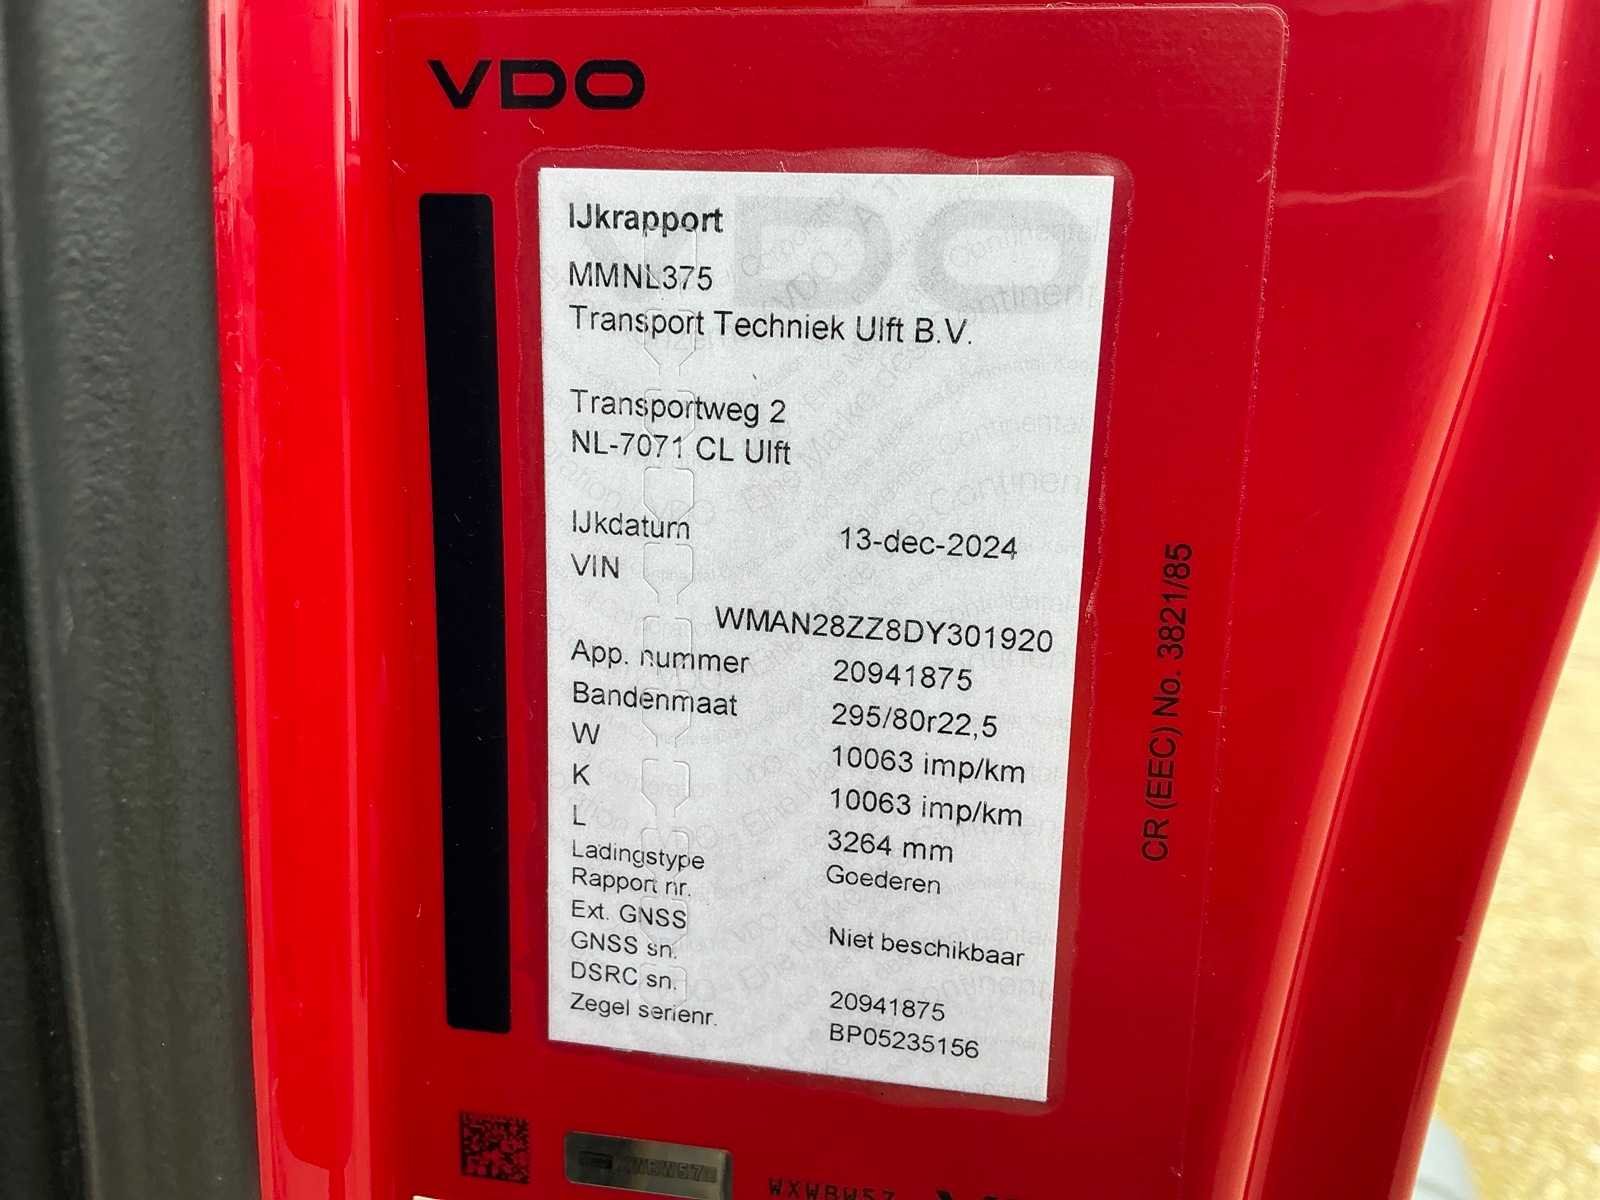 VDO
IJkrapport
MMNL375
Transport Techniek Ulft B.V.
Transportweg 2
NL-7071 CL Ulft
IJkdatum 13-dec-2024
VIN
WMAN28ZZ8DY301920
App. nummer 20941875
Bandenmaat 295/80r22,5
W 10063 imp/km
K 10063 imp/km
L 3264 mm
Ladingstype Goederen
Rapport nr.
Ext. GNSS Niet beschikbaar
GNSS sn.
DSRC sn. 20941875
Zegel serienr. BP05235156
CR (EEC) No. 3821/85
WXWBW57